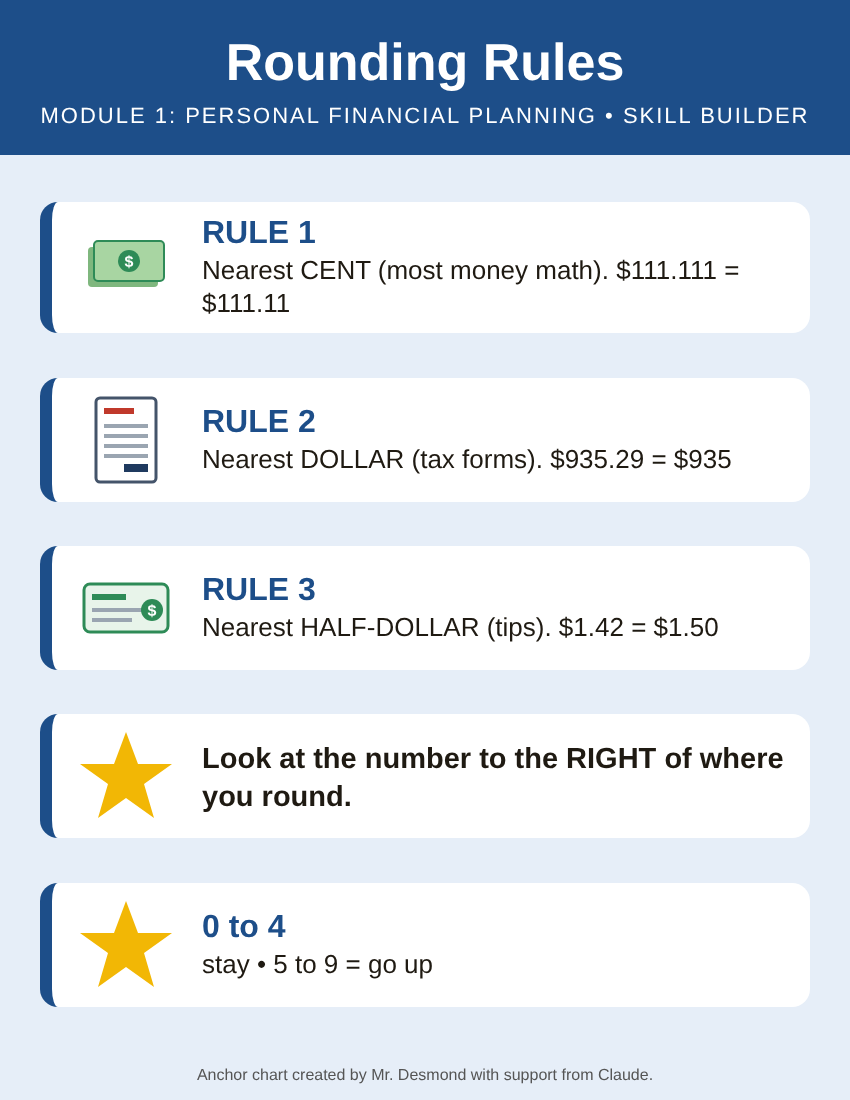 Rounding Rules
MODULE 1: PERSONAL FINANCIAL PLANNING • SKILL BUILDER
$
RULE 1
Nearest CENT (most money math). $111.111 =
$111.11
RULE 2
Nearest DOLLAR (tax forms). $935.29 = $935
$
RULE 3
Nearest HALF-DOLLAR (tips). $1.42 = $1.50
Look at the number to the RIGHT of where
you round.
0 to 4
stay • 5 to 9 = go up
Anchor chart created by Mr. Desmond with support from Claude.